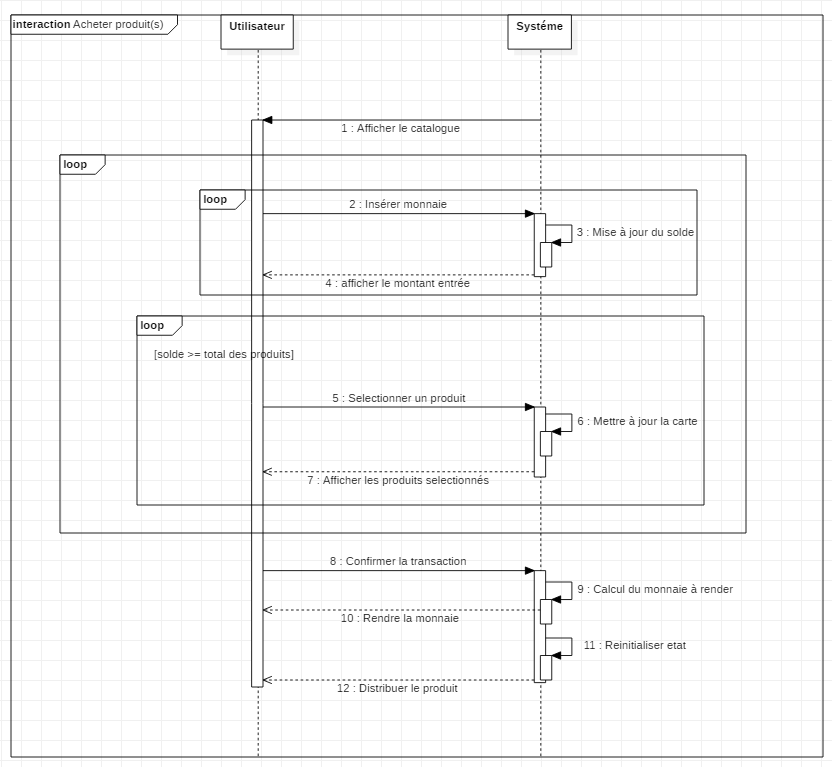 interaction Acheter produit(s)
Utilisateur
Systéme
1 : Afficher le catalogue
loop
loop
2 : Insérer monnaie
3 : Mise à jour du solde
4 : afficher le montant entrée
loop
[solde >= total des produits]
5 : Selectionner un produit
6 : Mettre à jour la carte
7 : Afficher les produits selectionnés
8 : Confirmer la transaction
9 : Calcul du monnaie à render
10 : Rendre la monnaie
11 : Reinitialiser etat
12 : Distribuer le produit